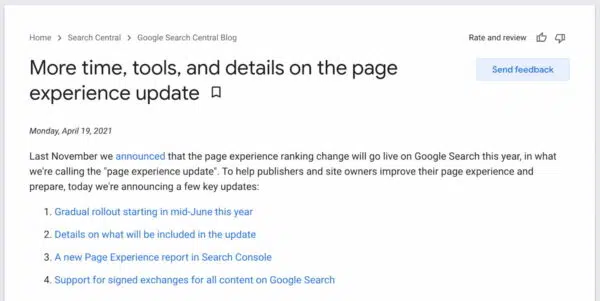 Home > Search Central > Google Search Central Blog
Rate and review
More time, tools, and details on the page
experience update
Send feedback
Monday, April 19, 2021
Last November we announced that the page experience ranking change will go live on Google Search this year, in what
we're calling the "page experience update". To help publishers and site owners improve their page experience and
prepare, today we're announcing a few key updates:
1. Gradual rollout starting in mid-June this year
2. Details on what will be included in the update
3. A new Page Experience report in Search Console
4. Support for signed exchanges for all content on Google Search